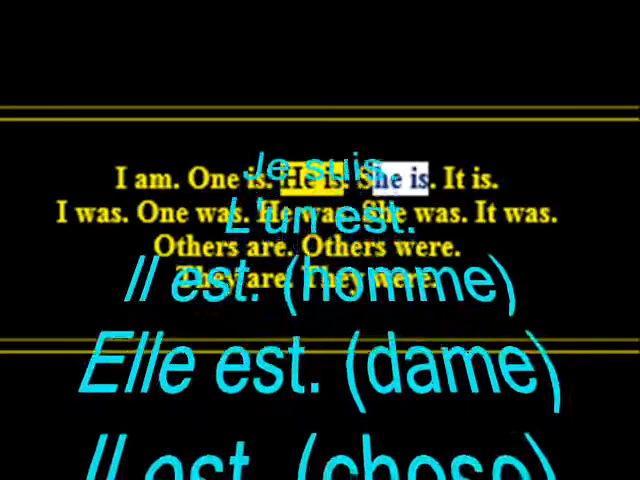 I am. One is. He is. She is. It is.
I was. One was. He was. She was. It was.
Others are. Others were.
They are. They were.
Je suis.
L'un est.
Il est. (homme)
Elle est. (dame)
Il est. (chose)